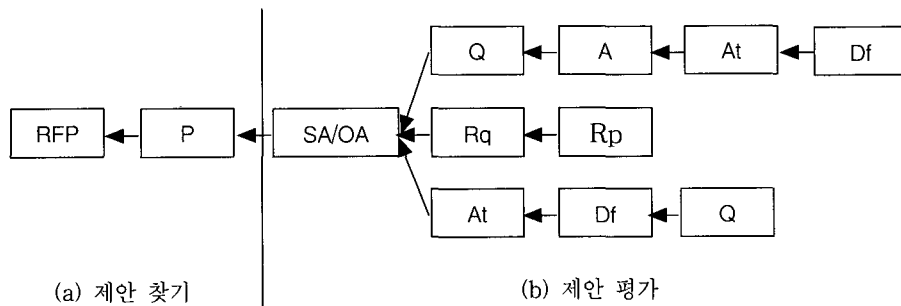 Q A At Df
RFP P SA/OA Rq Rp
At Df Q
(a) 제안 찾기 (b) 제안 평가